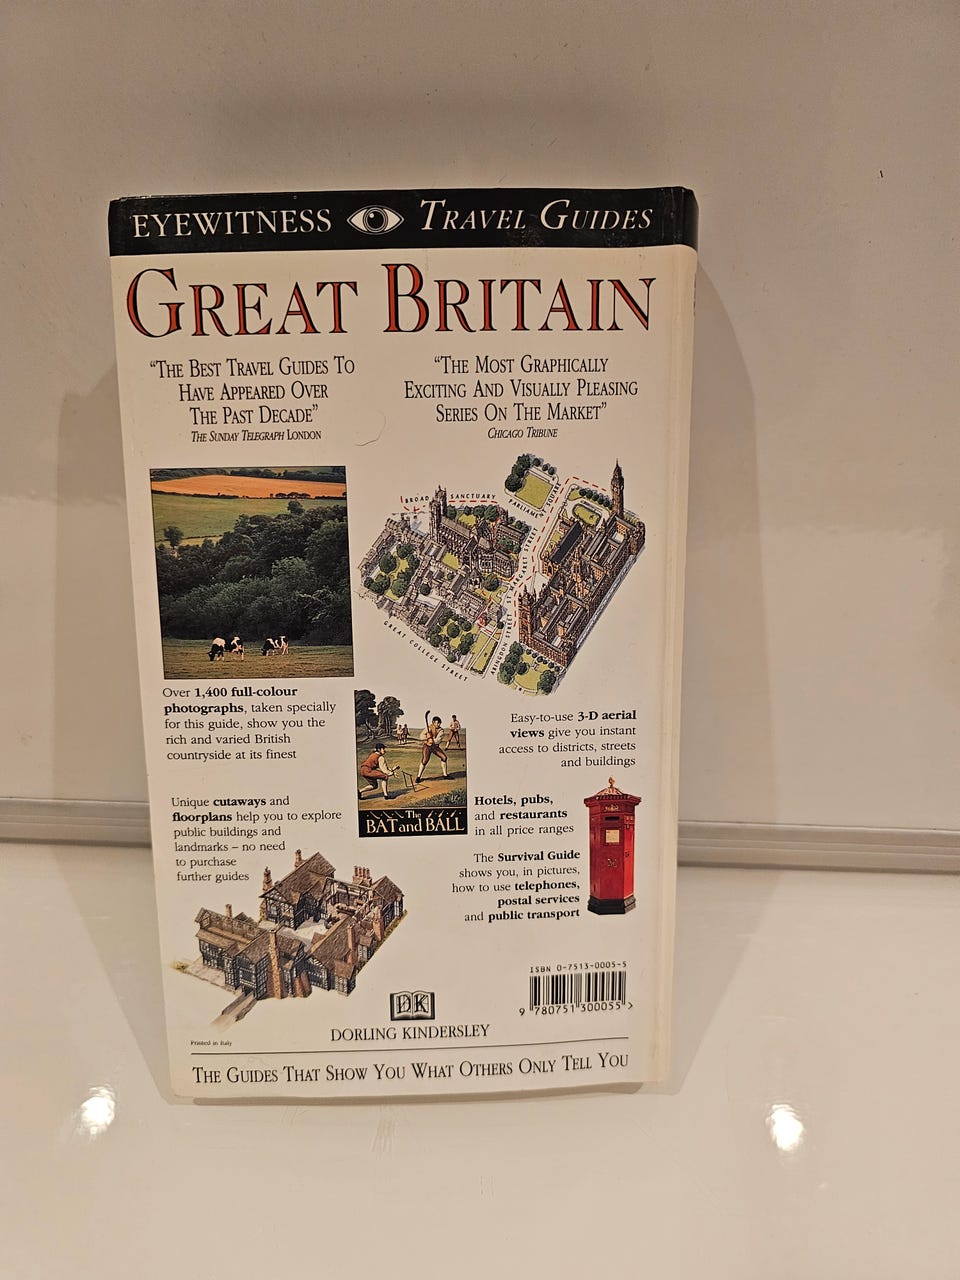 EYEWITNESS TRAVEL GUIDES
GREAT BRITAIN
"THE BEST TRAVEL GUIDES TO
HAVE APPEARED OVER
THE PAST DECADE"
THE SUNDAY TELEGRAPH LONDON
"THE MOST GRAPHICALLY
EXCITING AND VISUALLY PLEASING
SERIES ON THE MARKET"
CHICAGO TRIBUNE
BROAD SANCTUARY
PARLIAMENT SQUARE
ST MARGARET STREET
ABINGDON STREET
GREAT COLLEGE STREET
Over 1,400 full-colour
photographs, taken specially
for this guide, show you the
rich and varied British
countryside at its finest
Easy-to-use 3-D aerial
views give you instant
access to districts, streets
and buildings
The
BAT and BALL
Unique cutaways and
floorplans help you to explore
public buildings and
landmarks – no need
to purchase
further guides
Hotels, pubs,
and restaurants
in all price ranges
The Survival Guide
shows you, in pictures,
how to use telephones,
postal services
and public transport
ISBN 0-7513-0005-5
9 780751 300055 >
DK
DORLING KINDERSLEY
Printed in Italy
THE GUIDES THAT SHOW YOU WHAT OTHERS ONLY TELL YOU